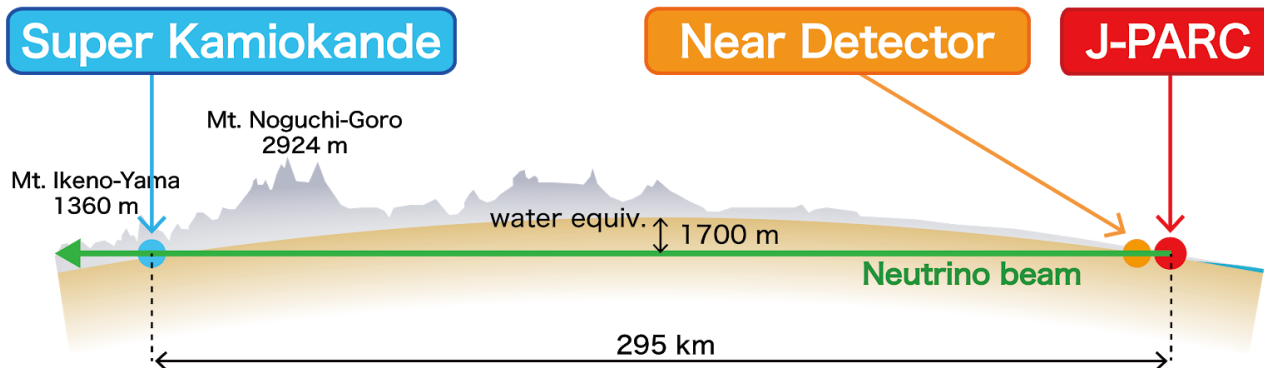 Super Kamiokande
Near Detector
J-PARC
Mt. Noguchi-Goro
2924 m
Mt. Ikeno-Yama
1360 m
water equiv.
1700 m
Neutrino beam
295 km